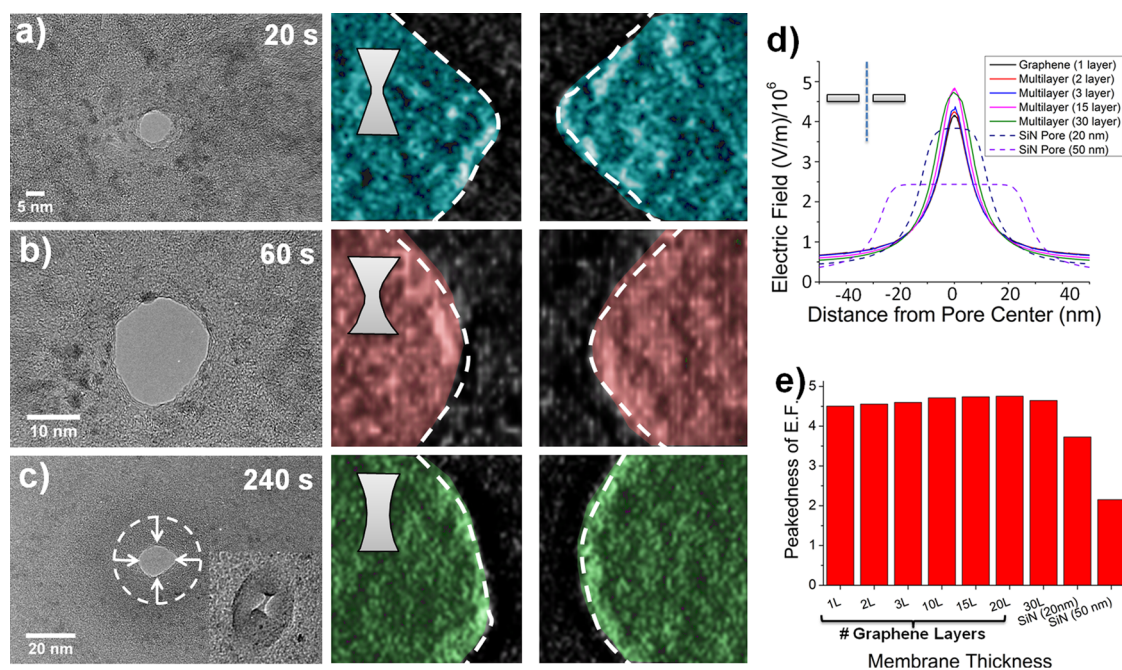 a)
20 s
5 nm
b)
60 s
10 nm
c)
240 s
20 nm
d)
Graphene (1 layer)
Multilayer (2 layer)
Multilayer (3 layer)
Multilayer (15 layer)
Multilayer (30 layer)
SiN Pore (20 nm)
SiN Pore (50 nm)
Electric Field (V/m)/10⁶
6
5
4
3
2
1
0
-40 -20 0 20 40
Distance from Pore Center (nm)
e)
Peakedness of E.F.
5
4
3
2
1
0
1L 2L 3L 10L 15L 20L 30L SiN (20nm) SiN (50 nm)
# Graphene Layers
Membrane Thickness